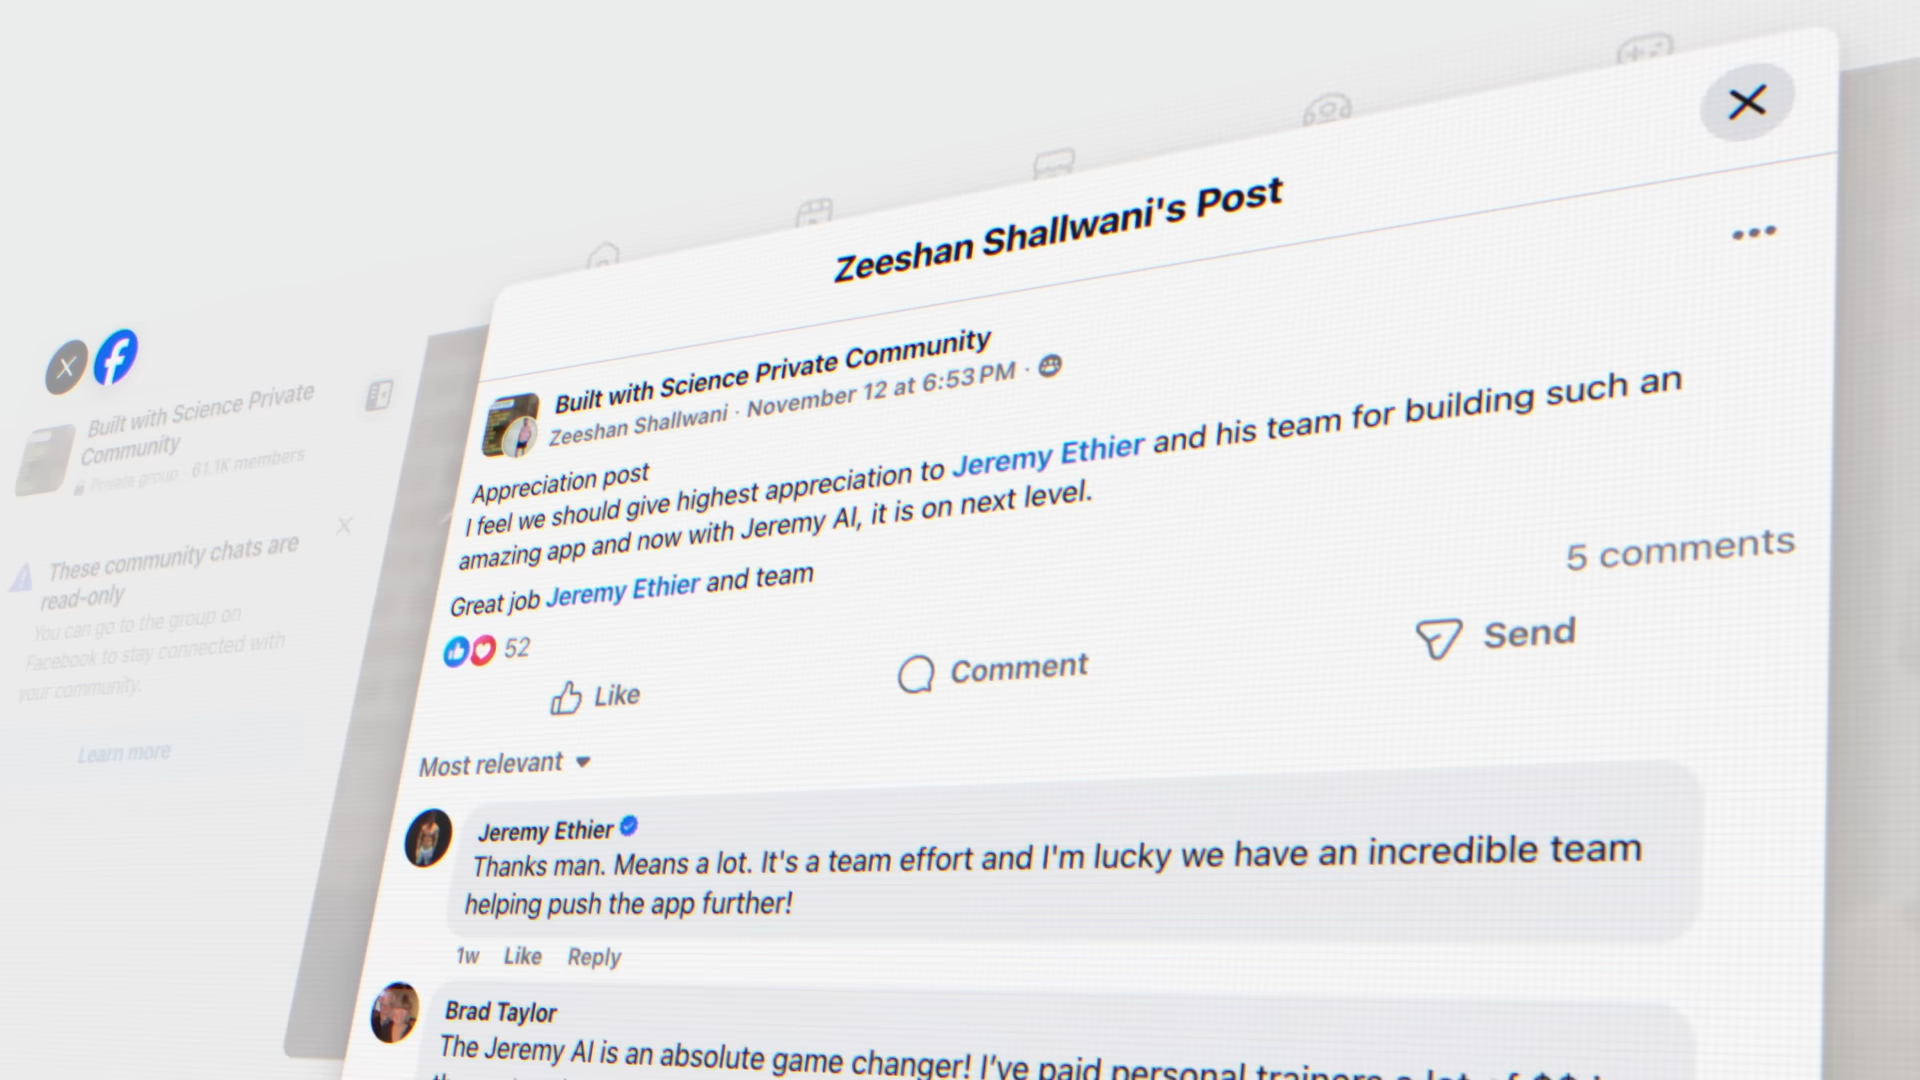 Zeeshan Shallwani's Post
Built with Science Private Community
Zeeshan Shallwani · November 12 at 6:53 PM ·
Appreciation post
I feel we should give highest appreciation to Jeremy Ethier and his team for building such an
amazing app and now with Jeremy AI, it is on next level.
Great job Jeremy Ethier and team
52
5 comments
Like
Comment
Send
Most relevant
Jeremy Ethier
Thanks man. Means a lot. It's a team effort and I'm lucky we have an incredible team
helping push the app further!
1w Like Reply
Brad Taylor
The Jeremy AI is an absolute game changer! I've paid personal trainers a lot of $$
Built with Science Private
Community
Private group · 61.1K members
These community chats are
read-only
You can go to the group on
Facebook to stay connected with
your community.
Learn more